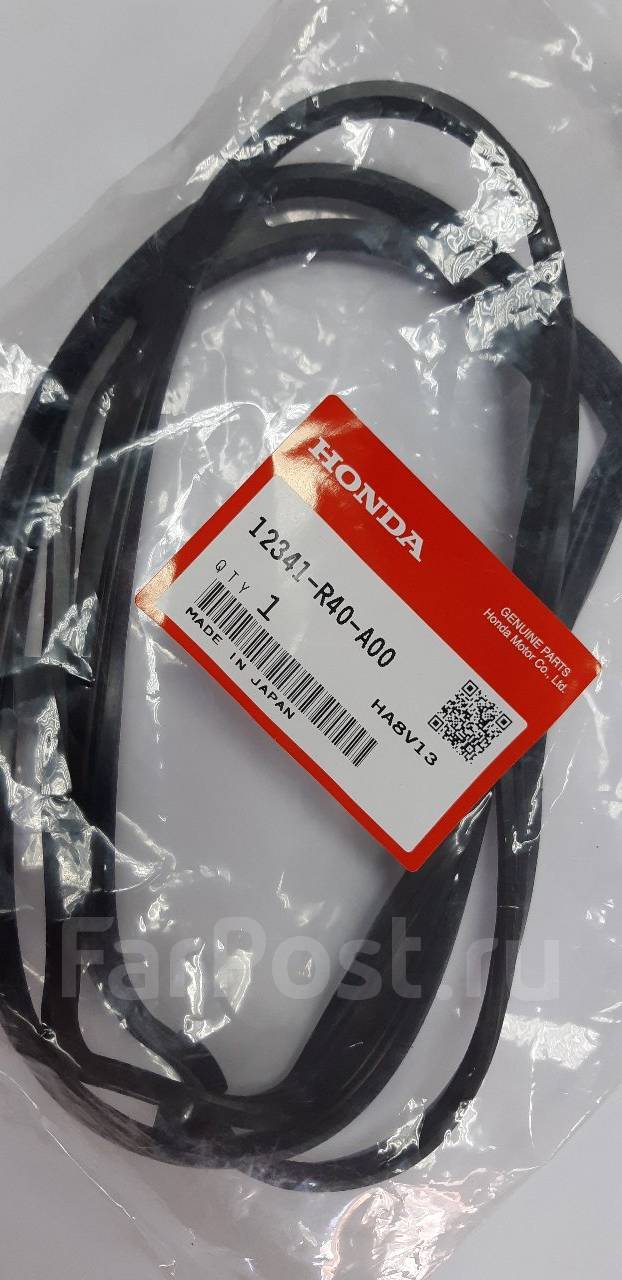 HONDA
12341-R40-A00
QTY 1
HA8V13
MADE IN JAPAN
GENUINE PARTS
Honda Motor Co., Ltd.
FarPost.ru